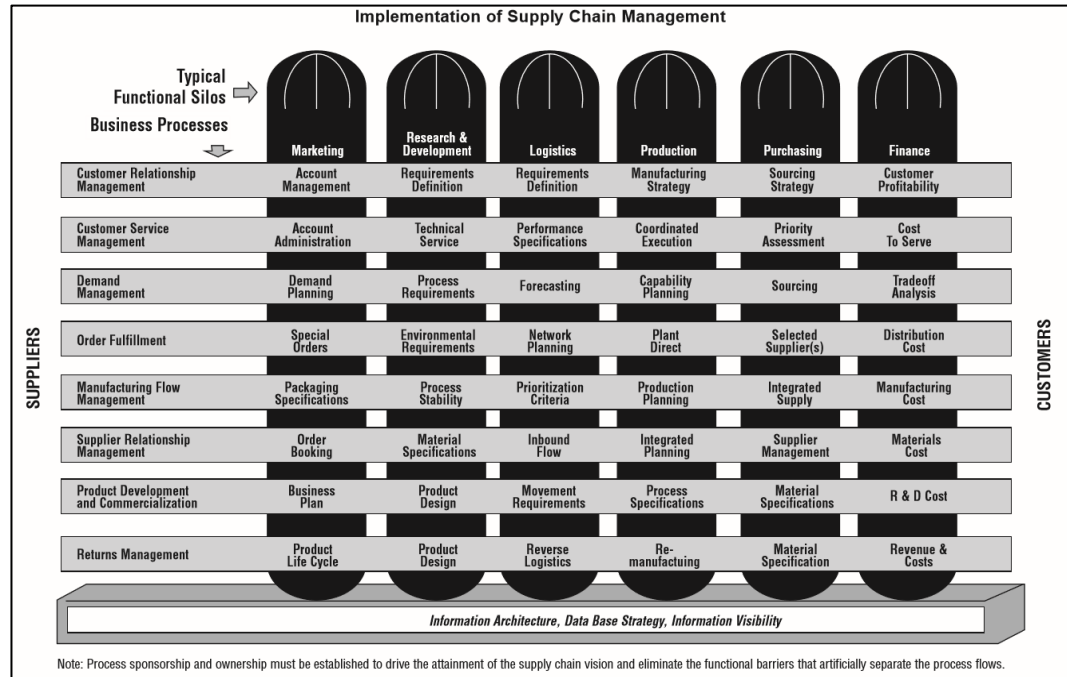 Implementation of Supply Chain Management
Typical
Functional Silos
Business Processes
Marketing
Research &
Development
Logistics
Production
Purchasing
Finance
Customer Relationship
Management
Account
Management
Requirements
Definition
Requirements
Definition
Manufacturing
Strategy
Sourcing
Strategy
Customer
Profitability
Customer Service
Management
Account
Administration
Technical
Service
Performance
Specifications
Coordinated
Execution
Priority
Assessment
Cost
To Serve
Demand
Management
Demand
Planning
Process
Requirements
Forecasting
Capability
Planning
Sourcing
Tradeoff
Analysis
Order Fulfillment
Special
Orders
Environmental
Requirements
Network
Planning
Plant
Direct
Selected
Supplier(s)
Distribution
Cost
Manufacturing Flow
Management
Packaging
Specifications
Process
Stability
Prioritization
Criteria
Production
Planning
Integrated
Supply
Manufacturing
Cost
Supplier Relationship
Management
Order
Booking
Material
Specifications
Inbound
Flow
Integrated
Planning
Supplier
Management
Materials
Cost
Product Development
and Commercialization
Business
Plan
Product
Design
Movement
Requirements
Process
Specifications
Material
Specifications
R & D Cost
Returns Management
Product
Life Cycle
Product
Design
Reverse
Logistics
Re-
manufactuing
Material
Specification
Revenue &
Costs
SUPPLIERS
CUSTOMERS
Information Architecture, Data Base Strategy, Information Visibility
Note: Process sponsorship and ownership must be established to drive the attainment of the supply chain vision and eliminate the functional barriers that artificially separate the process flows.